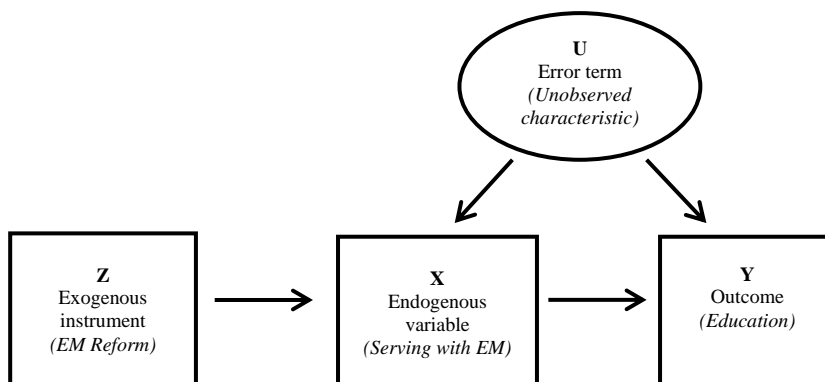 U
Error term
(Unobserved
characteristic)
Z
Exogenous
instrument
(EM Reform)
X
Endogenous
variable
(Serving with EM)
Y
Outcome
(Education)